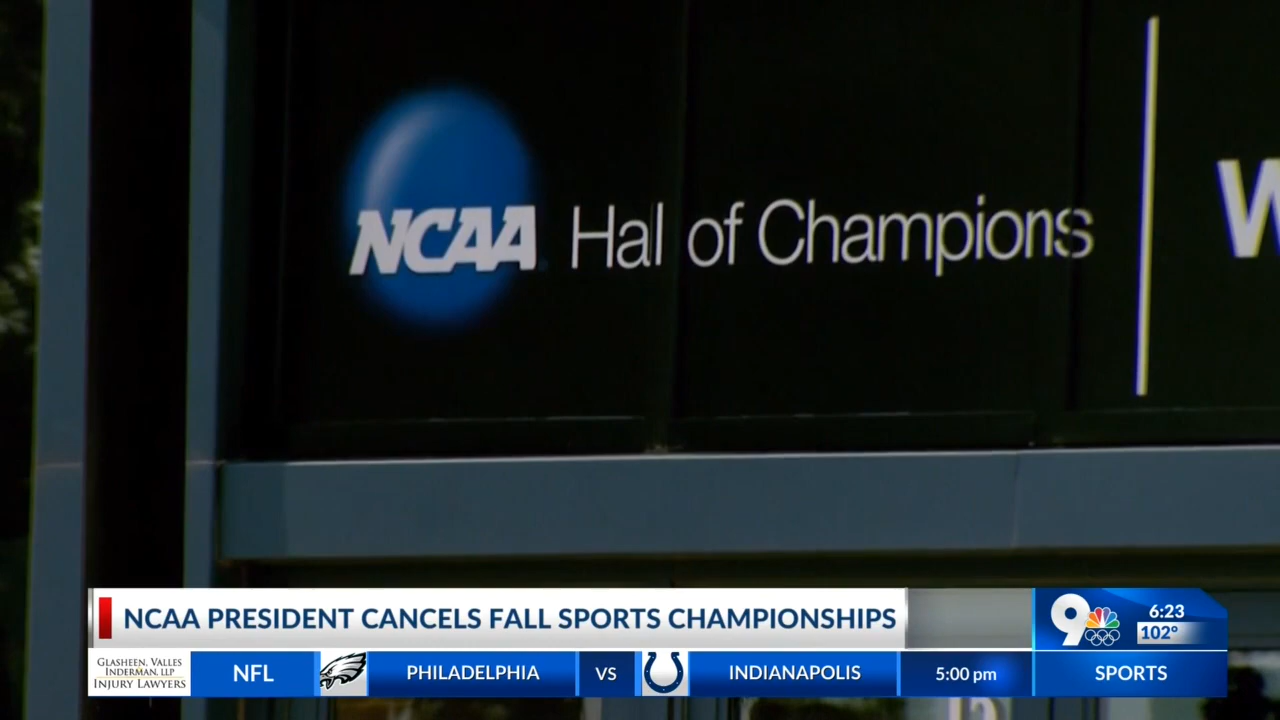 NCAA Hall of Champions
NCAA PRESIDENT CANCELS FALL SPORTS CHAMPIONSHIPS
9
6:23
102°
GLASHEEN, VALLES
INDERMAN, LLP
INJURY LAWYERS
NFL
PHILADELPHIA
VS
INDIANAPOLIS
5:00 pm
SPORTS